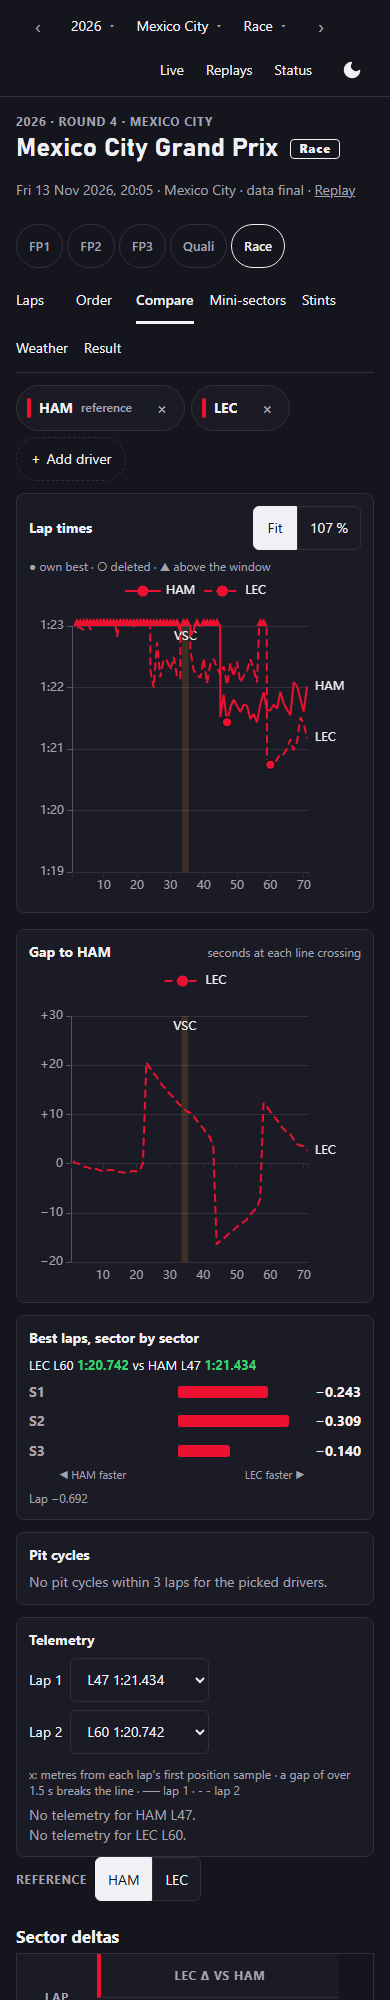 ‹ 2026 Mexico City Race ›
Live Replays Status
2026 · ROUND 4 · MEXICO CITY
Mexico City Grand Prix Race
Fri 13 Nov 2026, 20:05 · Mexico City · data final · Replay
FP1 FP2 FP3 Quali Race
Laps Order Compare Mini-sectors Stints
Weather Result
HAM reference × LEC ×
+ Add driver
Lap times Fit 107 %
● own best · ○ deleted · ▲ above the window
HAM LEC
1:23
VSC
1:22
HAM
LEC
1:21
1:20
1:19
10 20 30 40 50 60 70
Gap to HAM seconds at each line crossing
LEC
+30
VSC
+20
+10
LEC
0
−10
−20
10 20 30 40 50 60 70
Best laps, sector by sector
LEC L60 1:20.742 vs HAM L47 1:21.434
S1 −0.243
S2 −0.309
S3 −0.140
◀ HAM faster LEC faster ▶
Lap −0.692
Pit cycles
No pit cycles within 3 laps for the picked drivers.
Telemetry
Lap 1 L47 1:21.434
Lap 2 L60 1:20.742
x: metres from each lap's first position sample · a gap of over
1.5 s breaks the line · — lap 1 · - - lap 2
No telemetry for HAM L47.
No telemetry for LEC L60.
REFERENCE HAM LEC
Sector deltas
LEC Δ VS HAM
LAP